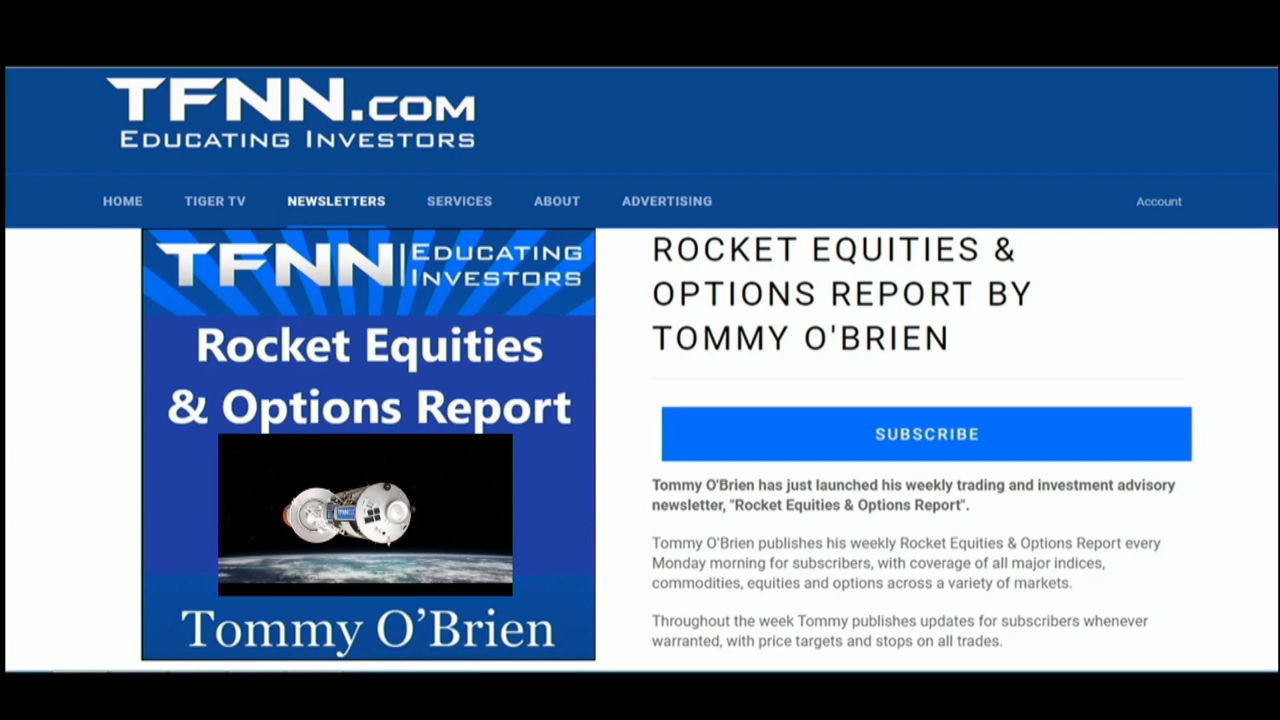 TFNN.COM
EDUCATING INVESTORS
HOME TIGER TV NEWSLETTERS SERVICES ABOUT ADVERTISING Account
TFNN EDUCATING
INVESTORS
Rocket Equities
& Options Report
Tommy O'Brien
ROCKET EQUITIES &
OPTIONS REPORT BY
TOMMY O'BRIEN
SUBSCRIBE
Tommy O'Brien has just launched his weekly trading and investment advisory
newsletter, "Rocket Equities & Options Report".
Tommy O'Brien publishes his weekly Rocket Equities & Options Report every
Monday morning for subscribers, with coverage of all major indices,
commodities, equities and options across a variety of markets.
Throughout the week Tommy publishes updates for subscribers whenever
warranted, with price targets and stops on all trades.